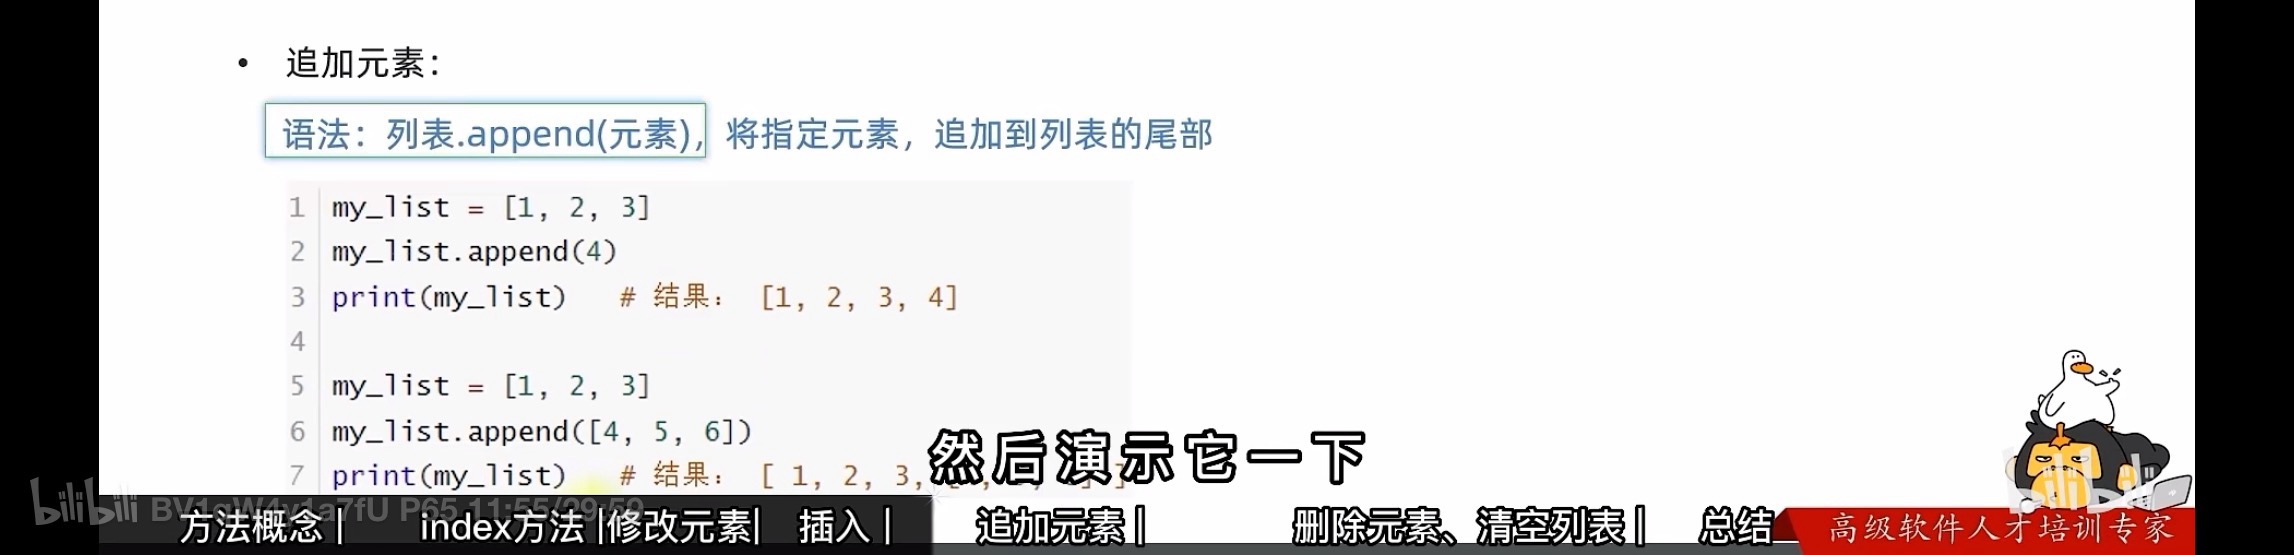 • 追加元素：
语法：列表.append(元素)，将指定元素，追加到列表的尾部
1 my_list = [1, 2, 3]
2 my_list.append(4)
3 print(my_list)   # 结果： [1, 2, 3, 4]
4
5 my_list = [1, 2, 3]
6 my_list.append([4, 5, 6])
7 print(my_list)   # 结果： [ 1, 2, 3,
然后演示它一下
bilibili P65 11:55/29:59
方法概念 | index方法 |修改元素| 插入 | 追加元素 | 删除元素、清空列表 | 总结
bilibili
高级软件人才培训专家